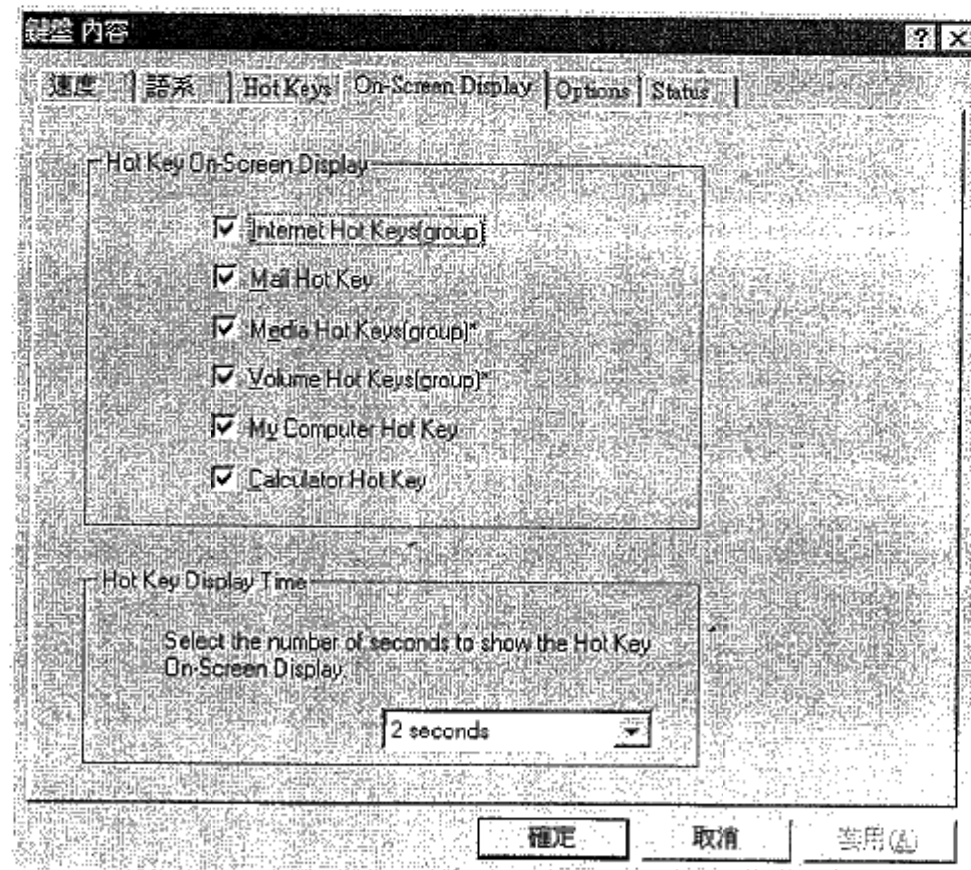 鍵盤 內容
速度 語系 Hot Keys On-Screen Display Options Status
Hot Key On-Screen Display
Internet Hot Keys(group)
Mail Hot Key
Media Hot Keys(group)*
Volume Hot Keys(group)*
My Computer Hot Key
Calculator Hot Key
Hot Key Display Time
Select the number of seconds to show the Hot Key
On-Screen Display.
2 seconds
確定 取消 套用(A)